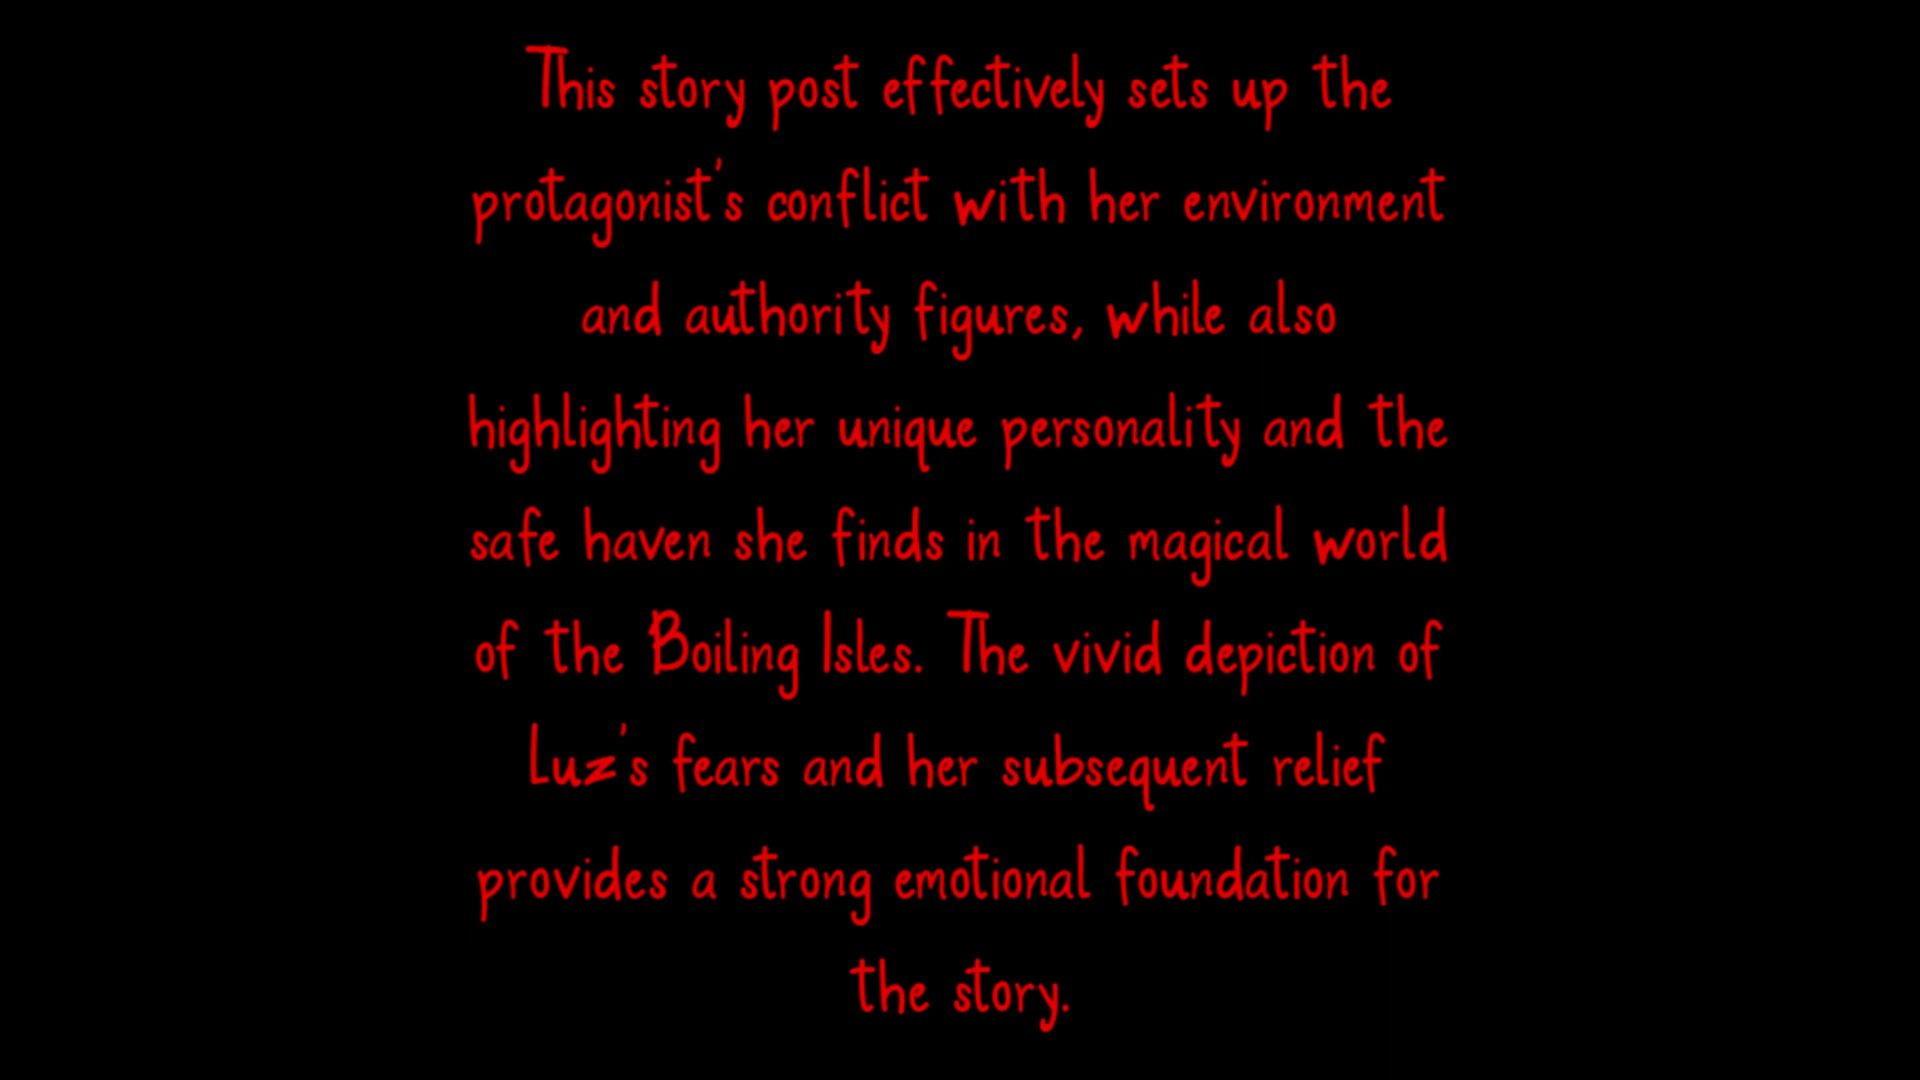 This story post effectively sets up the
protagonist's conflict with her environment
and authority figures, while also
highlighting her unique personality and the
safe haven she finds in the magical world
of the Boiling Isles. The vivid depiction of
Luz's fears and her subsequent relief
provides a strong emotional foundation for
the story.